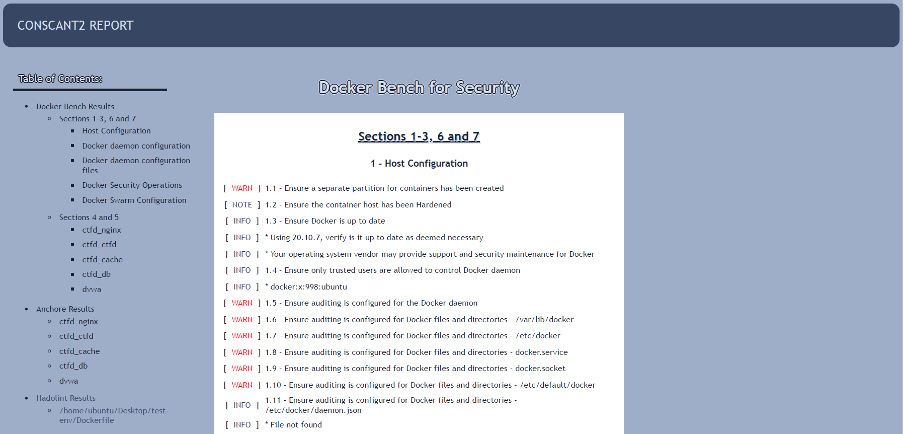 CONSCANT2 REPORT
Table of Contents:
Docker Bench Results
Sections 1-3, 6 and 7
Host Configuration
Docker daemon configuration
Docker daemon configuration
files
Docker Security Operations
Docker Swarm Configuration
Sections 4 and 5
ctfd_nginx
ctfd_ctfd
ctfd_cache
ctfd_db
dvwa
Anchore Results
ctfd_nginx
ctfd_ctfd
ctfd_cache
ctfd_db
dvwa
Hadolint Results
/home/ubuntu/Desktop/test-
env/Dockerfile
Docker Bench for Security
Sections 1-3, 6 and 7
1 - Host Configuration
[ WARN ] 1.1 - Ensure a separate partition for containers has been created
[ NOTE ] 1.2 - Ensure the container host has been Hardened
[ INFO ] 1.3 - Ensure Docker is up to date
[ INFO ] * Using 20.10.7, verify is it up to date as deemed necessary
[ INFO ] * Your operating system vendor may provide support and security maintenance for Docker
[ INFO ] 1.4 - Ensure only trusted users are allowed to control Docker daemon
[ INFO ] * docker:x:998:ubuntu
[ WARN ] 1.5 - Ensure auditing is configured for the Docker daemon
[ WARN ] 1.6 - Ensure auditing is configured for Docker files and directories - /var/lib/docker
[ WARN ] 1.7 - Ensure auditing is configured for Docker files and directories - /etc/docker
[ WARN ] 1.8 - Ensure auditing is configured for Docker files and directories - docker.service
[ WARN ] 1.9 - Ensure auditing is configured for Docker files and directories - docker.socket
[ WARN ] 1.10 - Ensure auditing is configured for Docker files and directories - /etc/default/docker
[ INFO ] 1.11 - Ensure auditing is configured for Docker files and directories -
/etc/docker/daemon.json
[ INFO ] * File not found